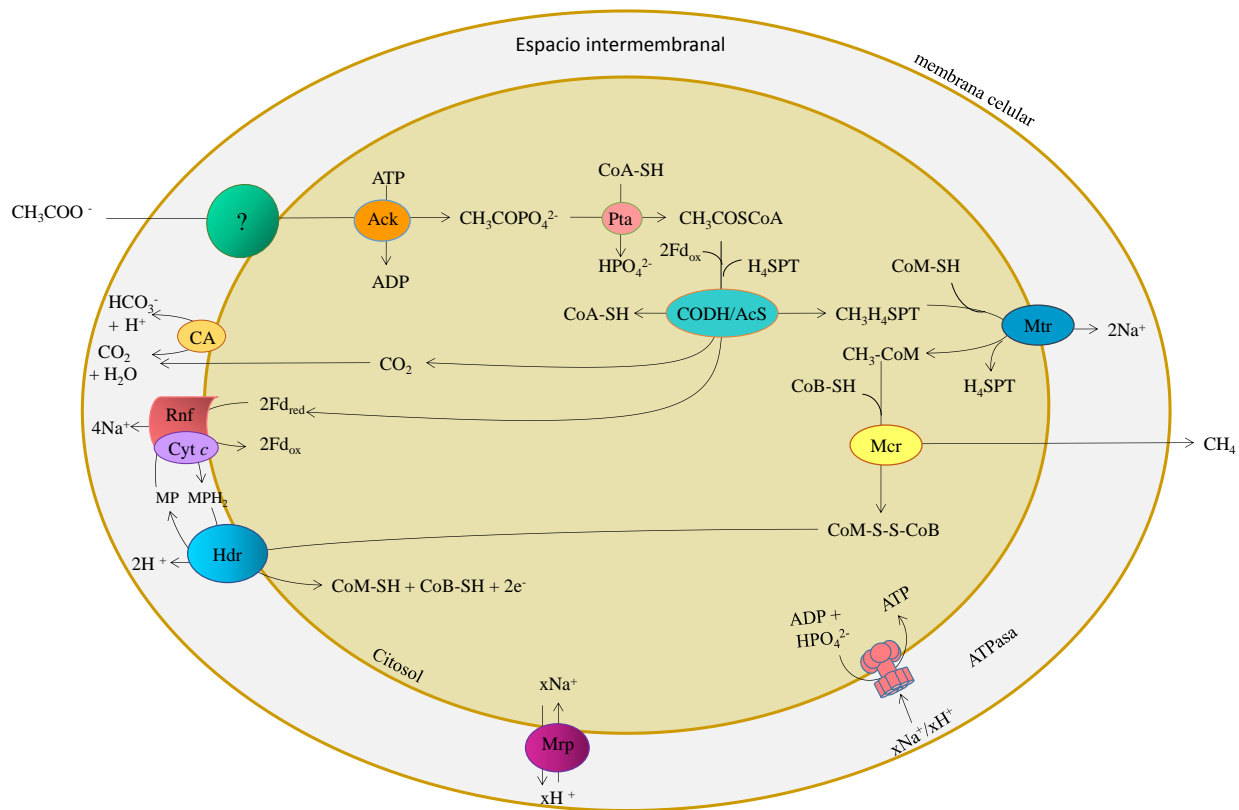 Espacio intermembranal
membrana celular
CH₃COO⁻
?
ATP
Ack
ADP
CH₃COPO₄²⁻
CoA-SH
Pta
HPO₄²⁻
CH₃COSCoA
2Fdₒₓ
H₄SPT
CoA-SH
CODH/AcS
CH₃H₄SPT
CoM-SH
Mtr
2Na⁺
H₄SPT
CH₃-CoM
CoB-SH
Mcr
CH₄
CoM-S-S-CoB
HCO₃⁻
+ H⁺
CA
CO₂
+ H₂O
CO₂
Rnf
2Fd_red
4Na⁺
Cyt c
2Fdₒₓ
MP
MPH₂
Hdr
2H⁺
CoM-SH + CoB-SH + 2e⁻
Citosol
xNa⁺
Mrp
xH⁺
ADP +
HPO₄²⁻
ATP
ATPasa
xNa⁺/xH⁺